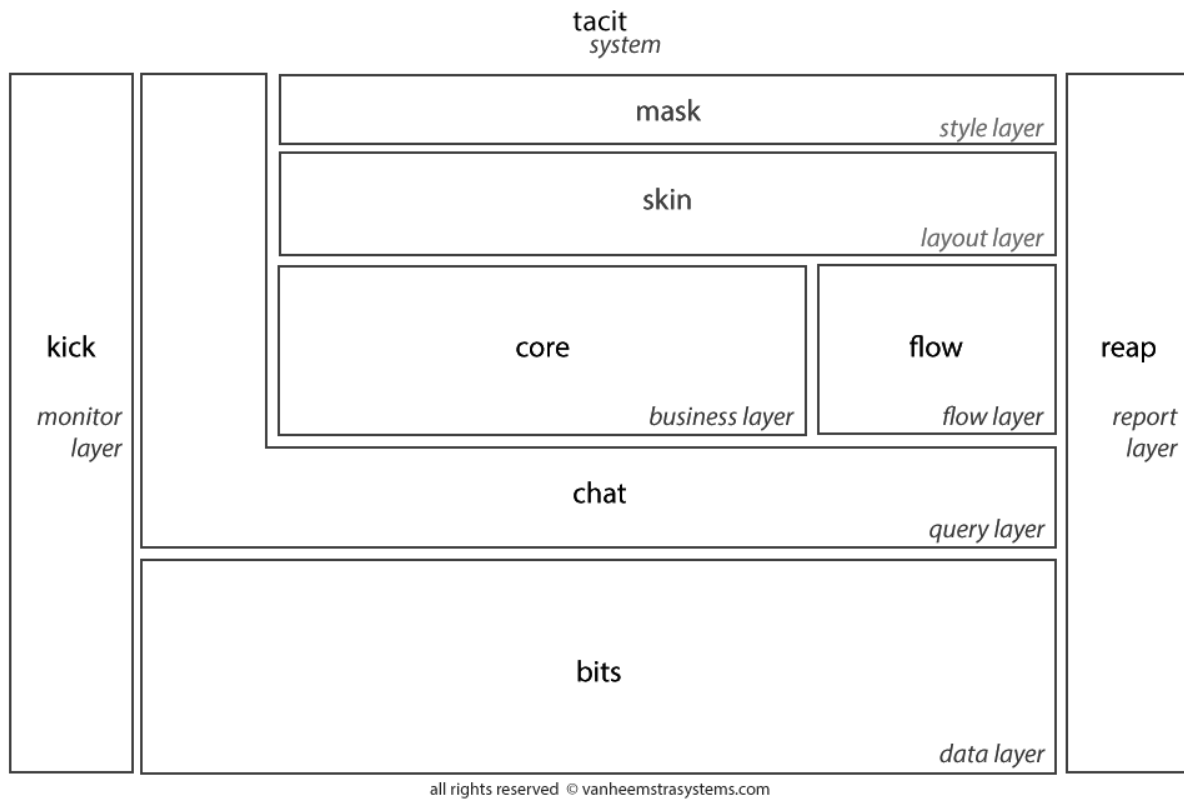 tacit
system
mask
style layer
skin
layout layer
kick
monitor
layer
core
business layer
flow
flow layer
reap
report
layer
chat
query layer
bits
data layer
all rights reserved © vanheemstrasystems.com